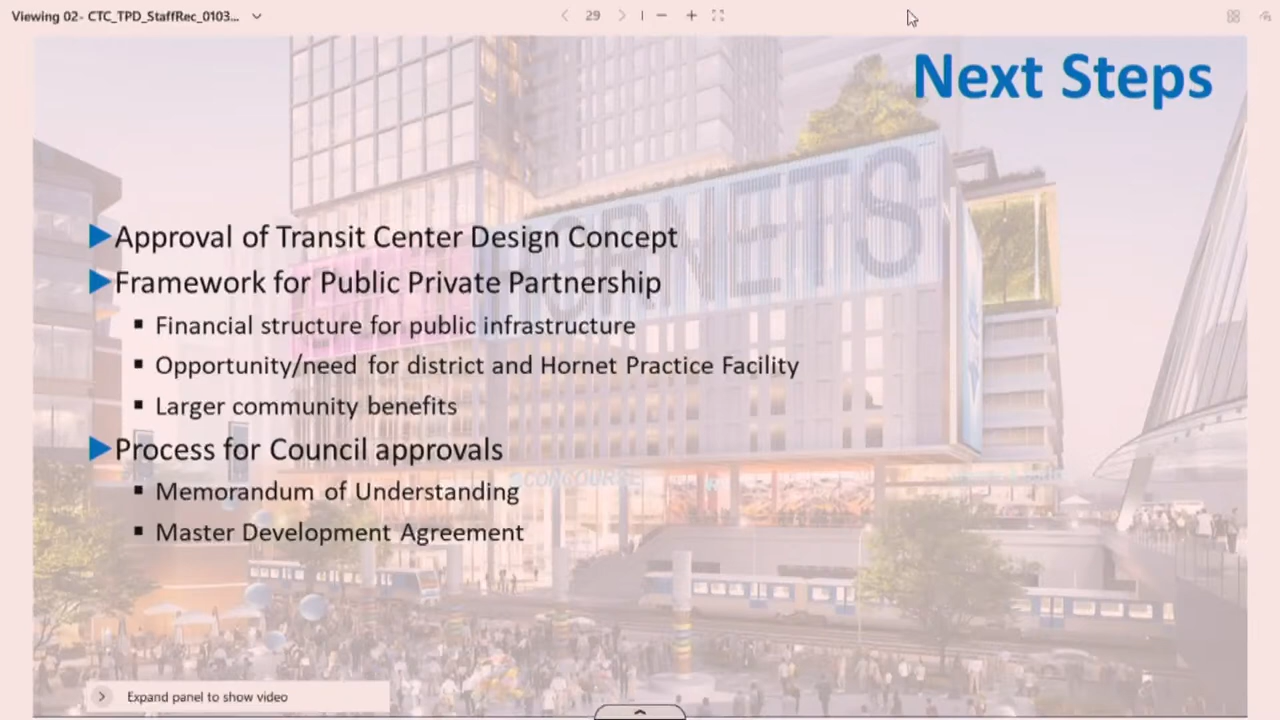 Viewing 02- CTC_TPD_StaffRec_0103...
29
Next Steps
HORNETS
Approval of Transit Center Design Concept
Framework for Public Private Partnership
Financial structure for public infrastructure
Opportunity/need for district and Hornet Practice Facility
Larger community benefits
Process for Council approvals
CONCOURSE
Memorandum of Understanding
Master Development Agreement
Expand panel to show video